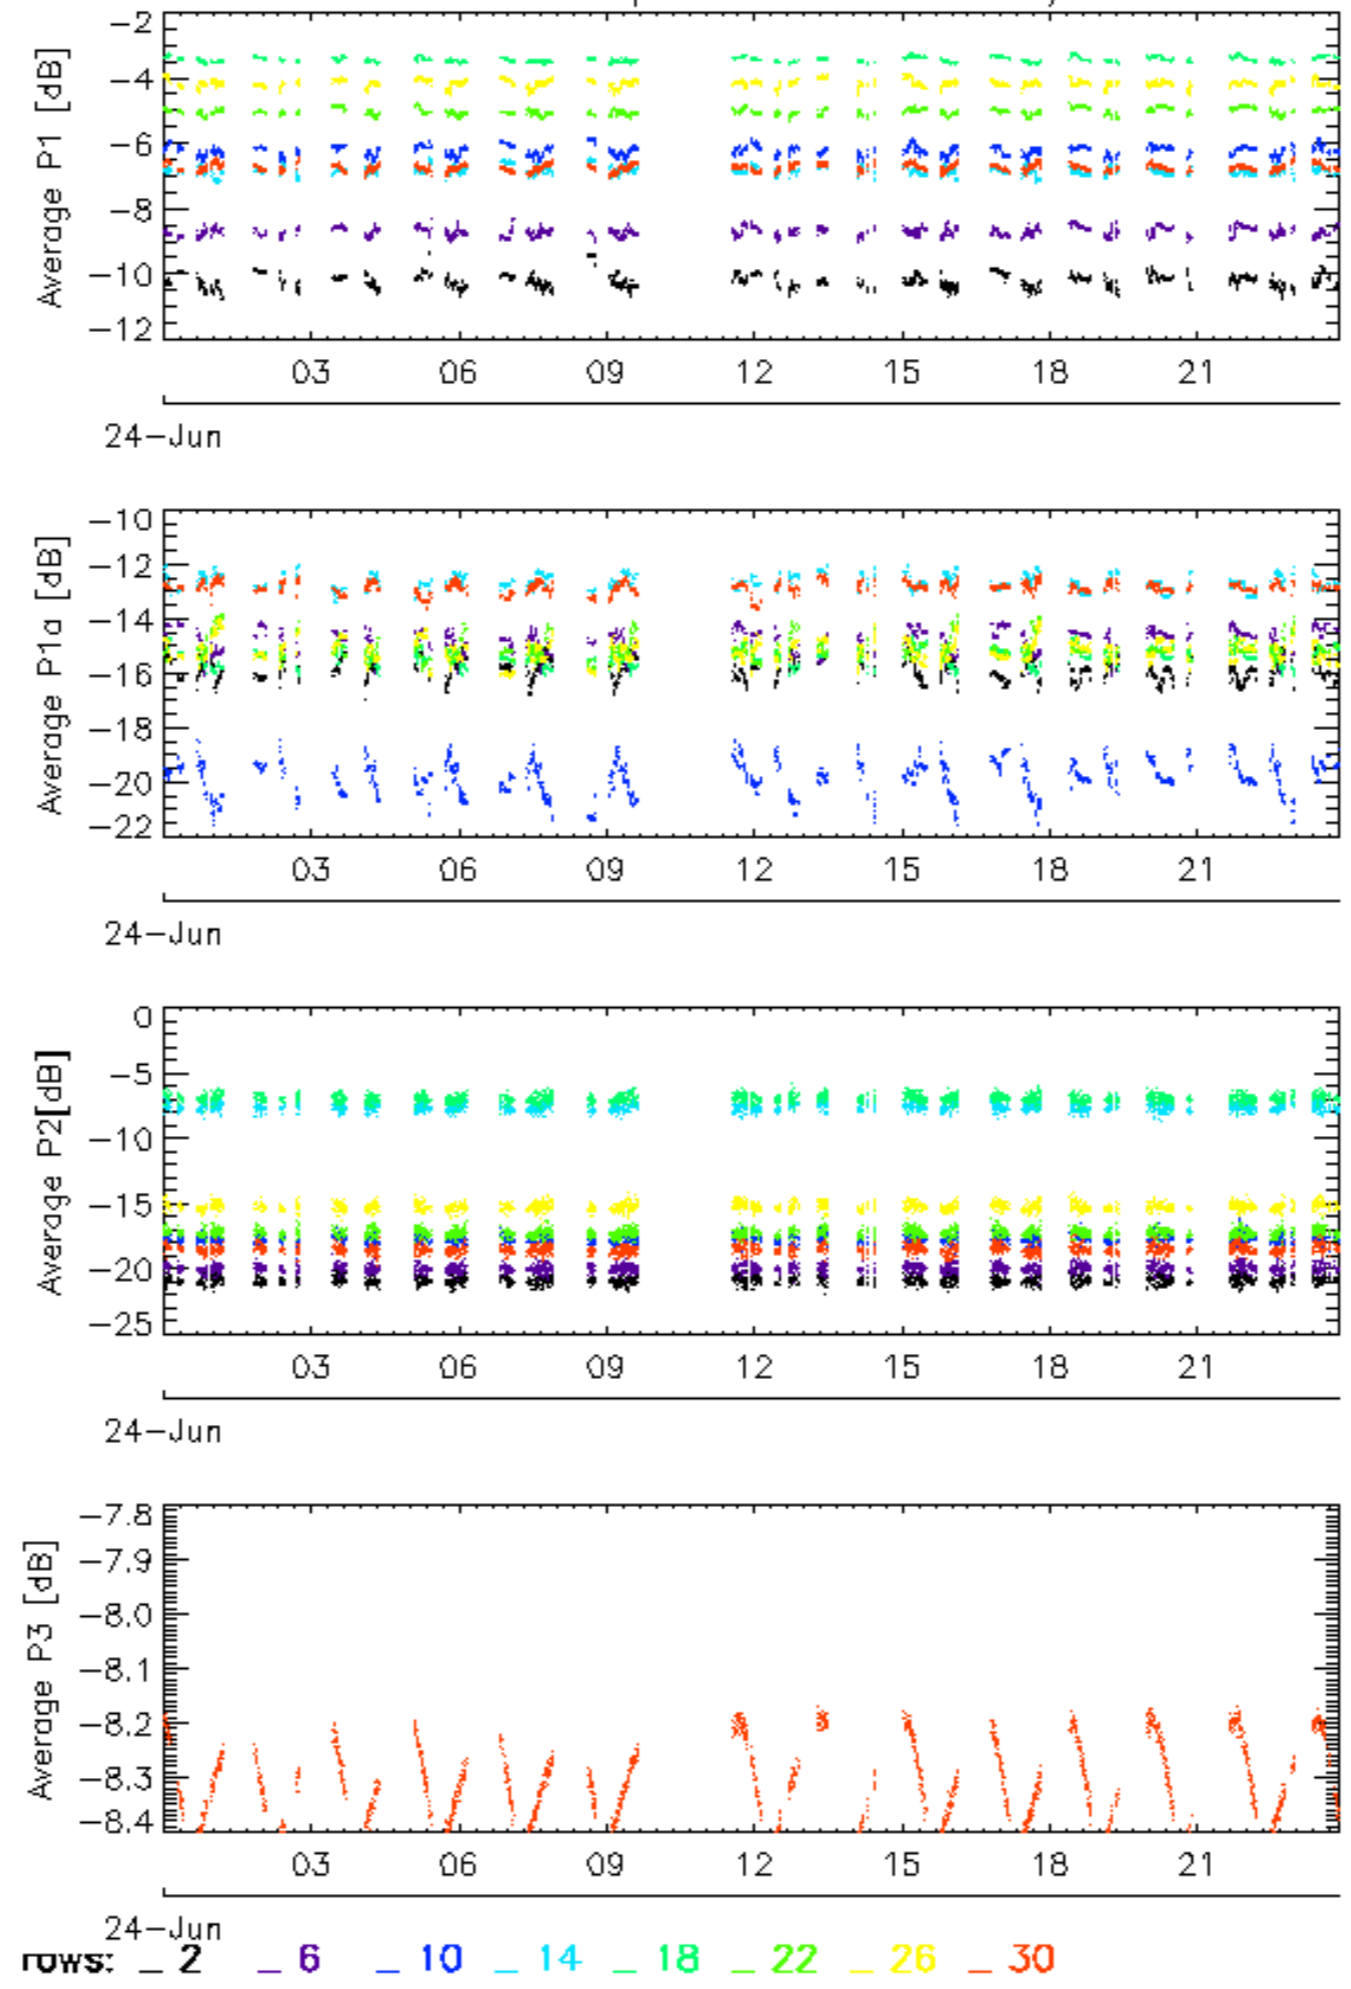 Average P1 [dB]
-2
-4
-6
-8
-10
-12
03 06 09 12 15 18 21
24-Jun
Average P1a [dB]
-10
-12
-14
-16
-18
-20
-22
03 06 09 12 15 18 21
24-Jun
Average P2[dB]
0
-5
-10
-15
-20
-25
03 06 09 12 15 18 21
24-Jun
Average P3 [dB]
-7.8
-7.9
-8.0
-8.1
-8.2
-8.3
-8.4
03 06 09 12 15 18 21
24-Jun
rows: _ 2 _ 6 _ 10 _ 14 _ 18 _ 22 _ 26 _ 30